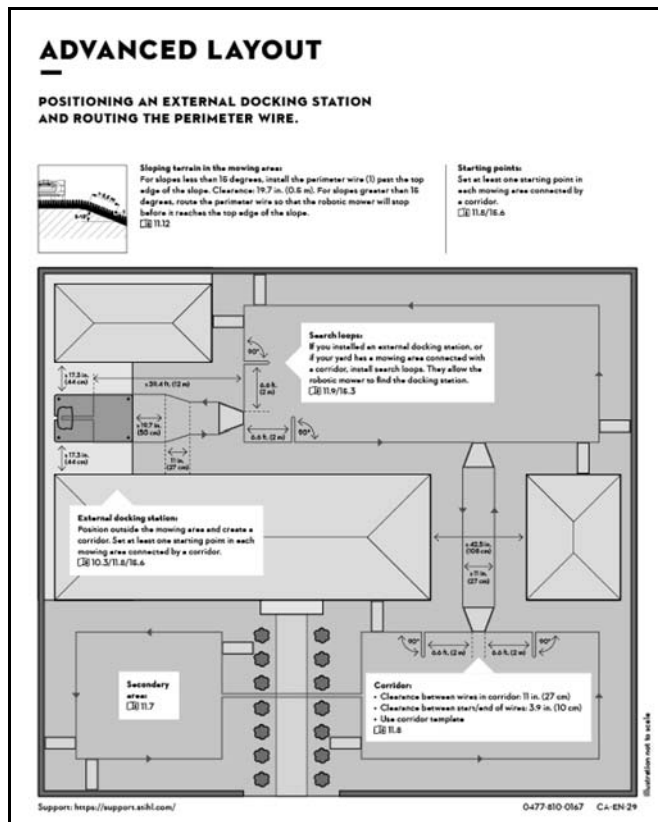 ADVANCED LAYOUT
POSITIONING AN EXTERNAL DOCKING STATION
AND ROUTING THE PERIMETER WIRE.
Sloping terrain in the mowing area:
For slopes less than 15 degrees, install the perimeter wire (1) past the top
edge of the slope. Clearance: 19.7 in. (0.5 m). For slopes greater than 15
degrees, route the perimeter wire so that the robotic mower will stop
before it reaches the top edge of the slope.
11.12
Starting points:
Set at least one starting point in
each mowing area connected by
a corridor.
11.8/15.6
Search loops:
If you installed an external docking station, or
if your yard has a mowing area connected with
a corridor, install search loops. They allow the
robotic mower to find the docking station.
11.9/15.3
90°
≥ 17.3 in.
(44 cm)
≤ 39.4 ft. (12 m)
6.6 ft.
(2 m)
≥ 19.7 in.
(50 cm)
11 in.
(27 cm)
6.6 ft. (2 m)
90°
≥ 17.3 in.
(44 cm)
External docking station:
Position outside the mowing area and create a
corridor. Set at least one starting point in each
mowing area connected by a corridor.
10.3/11.8/15.6
≥ 42.5 in.
(108 cm)
11 in.
(27 cm)
90°
6.6 ft. (2 m)
6.6 ft. (2 m)
90°
Secondary
area:
11.7
Corridor:
• Clearance between wires in corridor: 11 in. (27 cm)
• Clearance between start/end of wires: 3.9 in. (10 cm)
• Use corridor template
11.8
Illustration not to scale
Support: https://support.stihl.com/
0477-810-0167 CA-EN-29